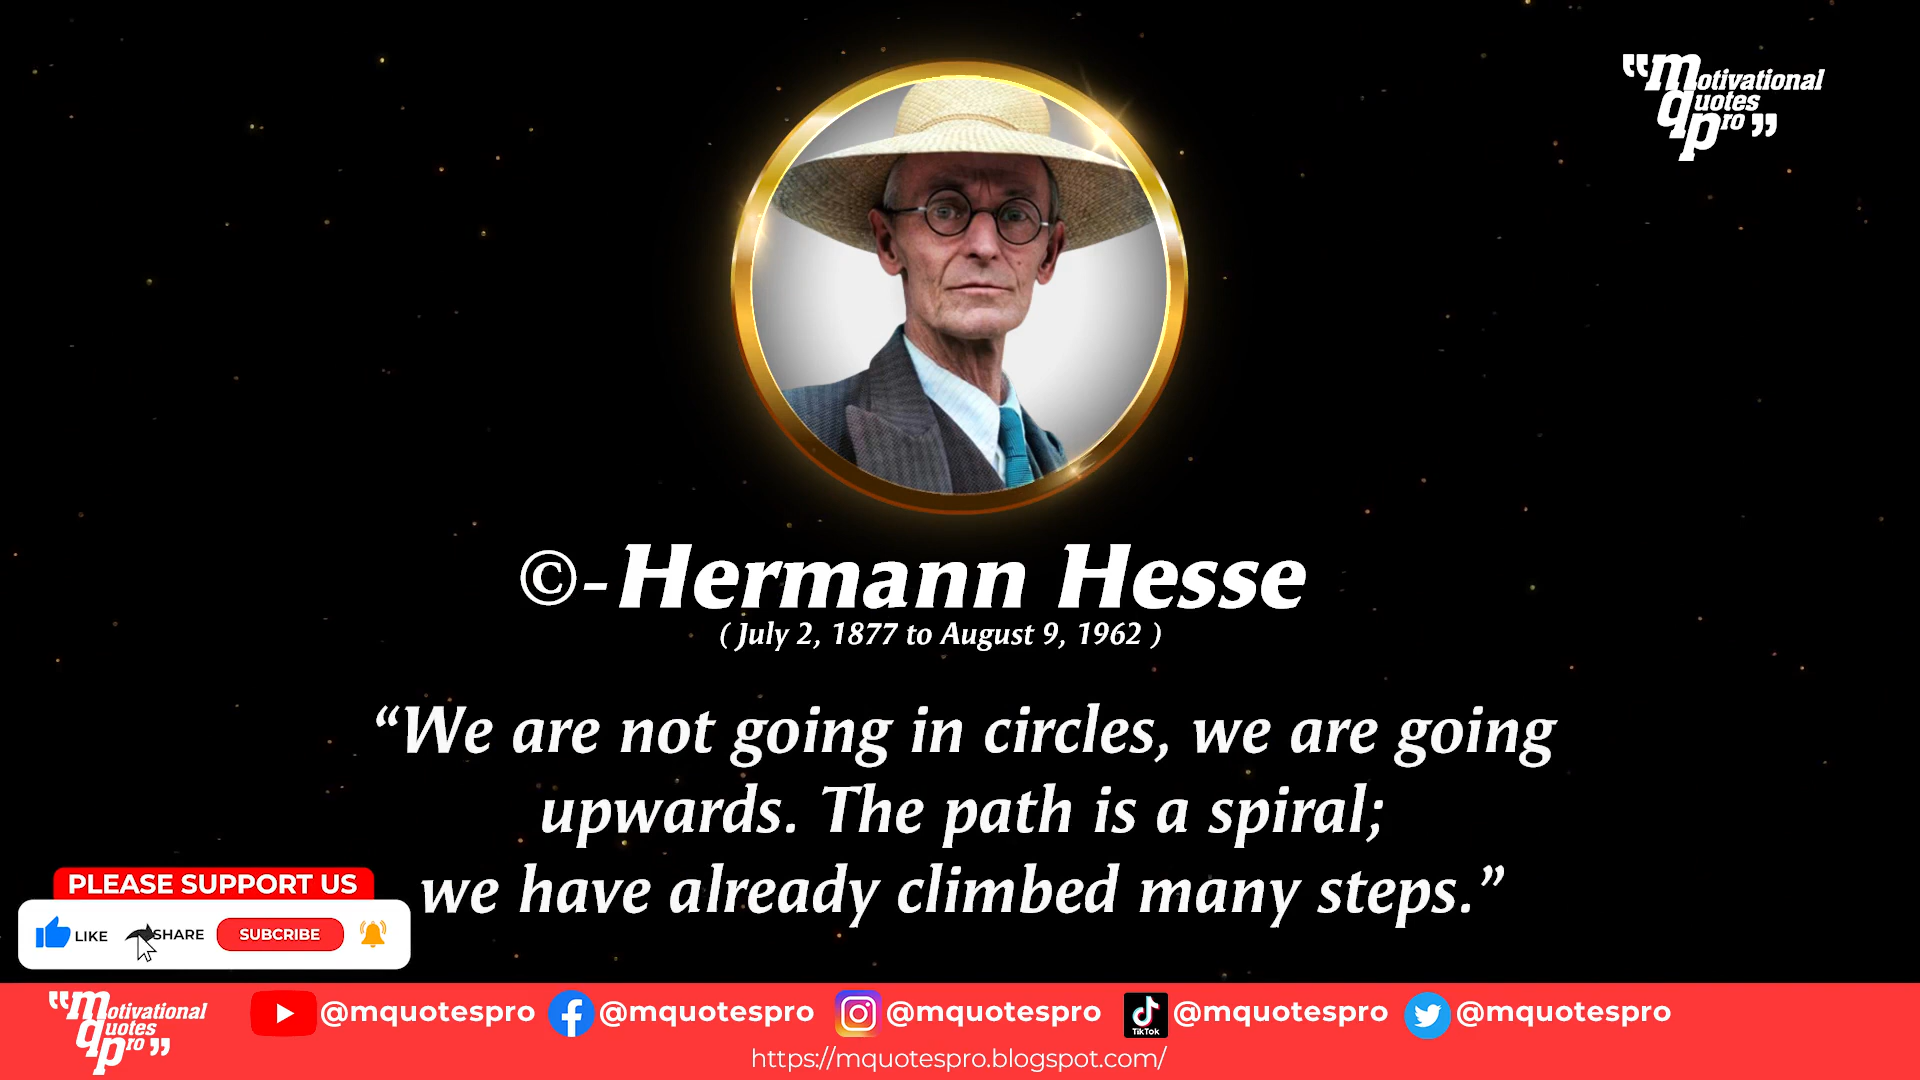 “Motivational
Quotes
Pro”
©-Hermann Hesse
( July 2, 1877 to August 9, 1962 )
“We are not going in circles, we are going
upwards. The path is a spiral;
we have already climbed many steps.”
PLEASE SUPPORT US
LIKE SHARE SUBCRIBE
“Motivational
Quotes
Pro”
@mquotespro @mquotespro @mquotespro TikTok @mquotespro @mquotespro
https://mquotespro.blogspot.com/